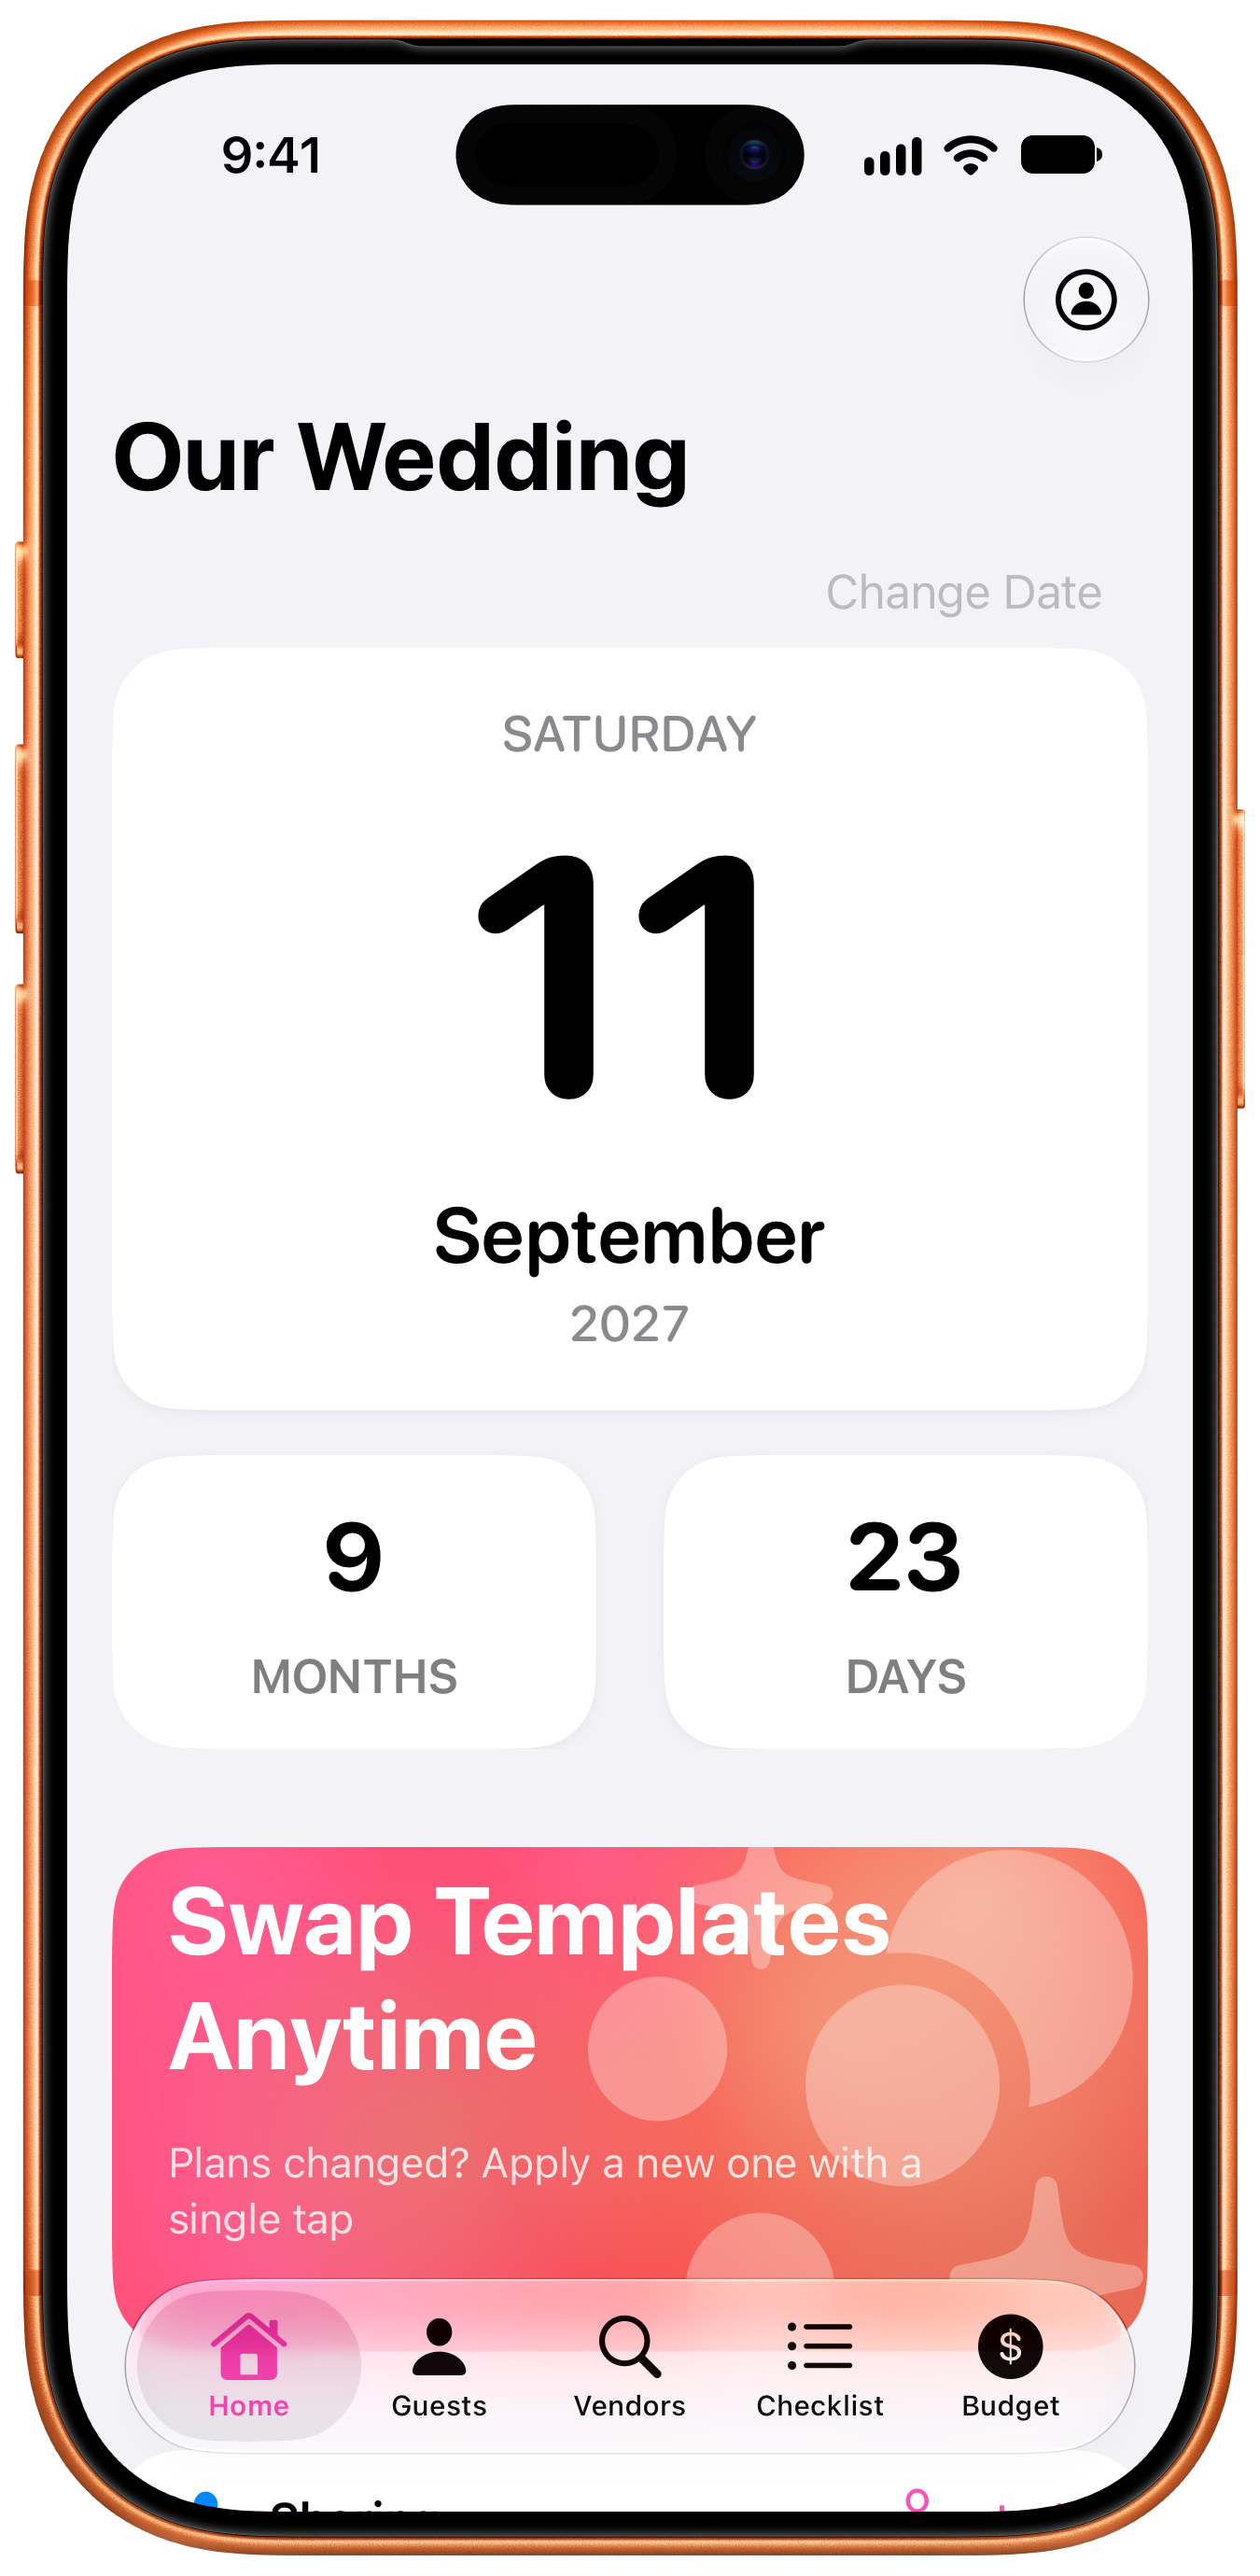 9:41
Our Wedding
Change Date
SATURDAY
11
September
2027
9
MONTHS
23
DAYS
Swap Templates
Anytime
Plans changed? Apply a new one with a
single tap
$
Home
Guests
Vendors
Checklist
Budget